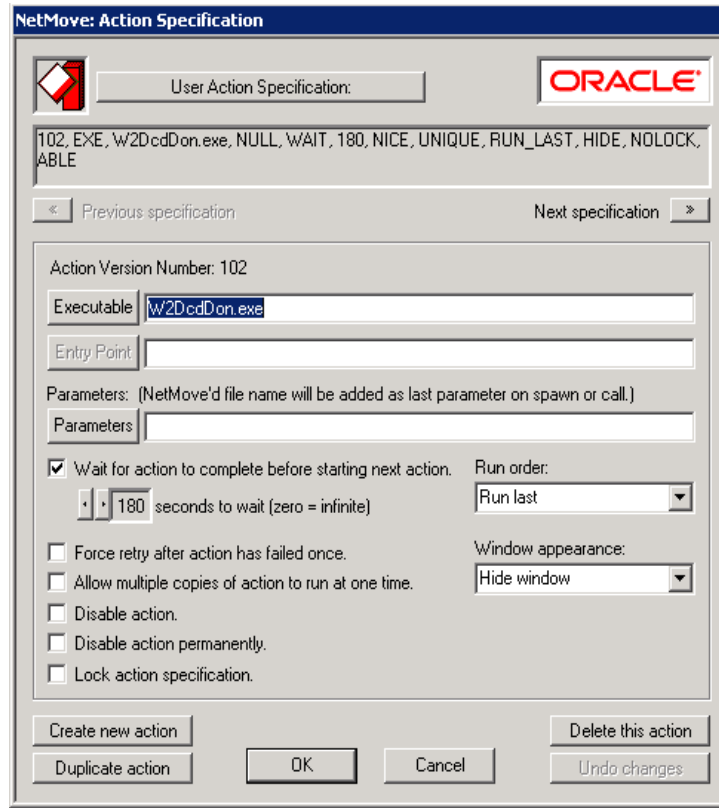 NetMove: Action Specification
User Action Specification:
ORACLE
102, EXE, W2DcdDon.exe, NULL, WAIT, 180, NICE, UNIQUE, RUN_LAST, HIDE, NOLOCK,
ABLE
« Previous specification
Next specification »
Action Version Number: 102
Executable W2DcdDon.exe
Entry Point
Parameters: (NetMove'd file name will be added as last parameter on spawn or call.)
Parameters
Wait for action to complete before starting next action.
Run order:
180 seconds to wait (zero = infinite)
Run last
Force retry after action has failed once.
Window appearance:
Allow multiple copies of action to run at one time.
Hide window
Disable action.
Disable action permanently.
Lock action specification.
Create new action
Delete this action
Duplicate action
OK
Cancel
Undo changes